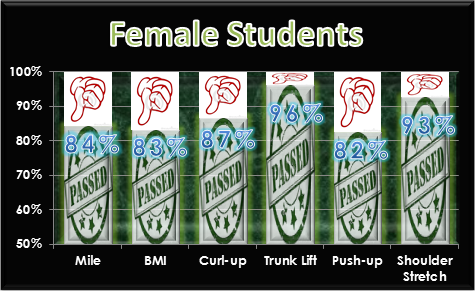 Female Students
100%
90%
80%
70%
60%
50%
84%
83%
87%
96%
82%
93%
PASSED
PASSED
PASSED
PASSED
PASSED
PASSED
Mile
BMI
Curl-up
Trunk Lift
Push-up
Shoulder
Stretch